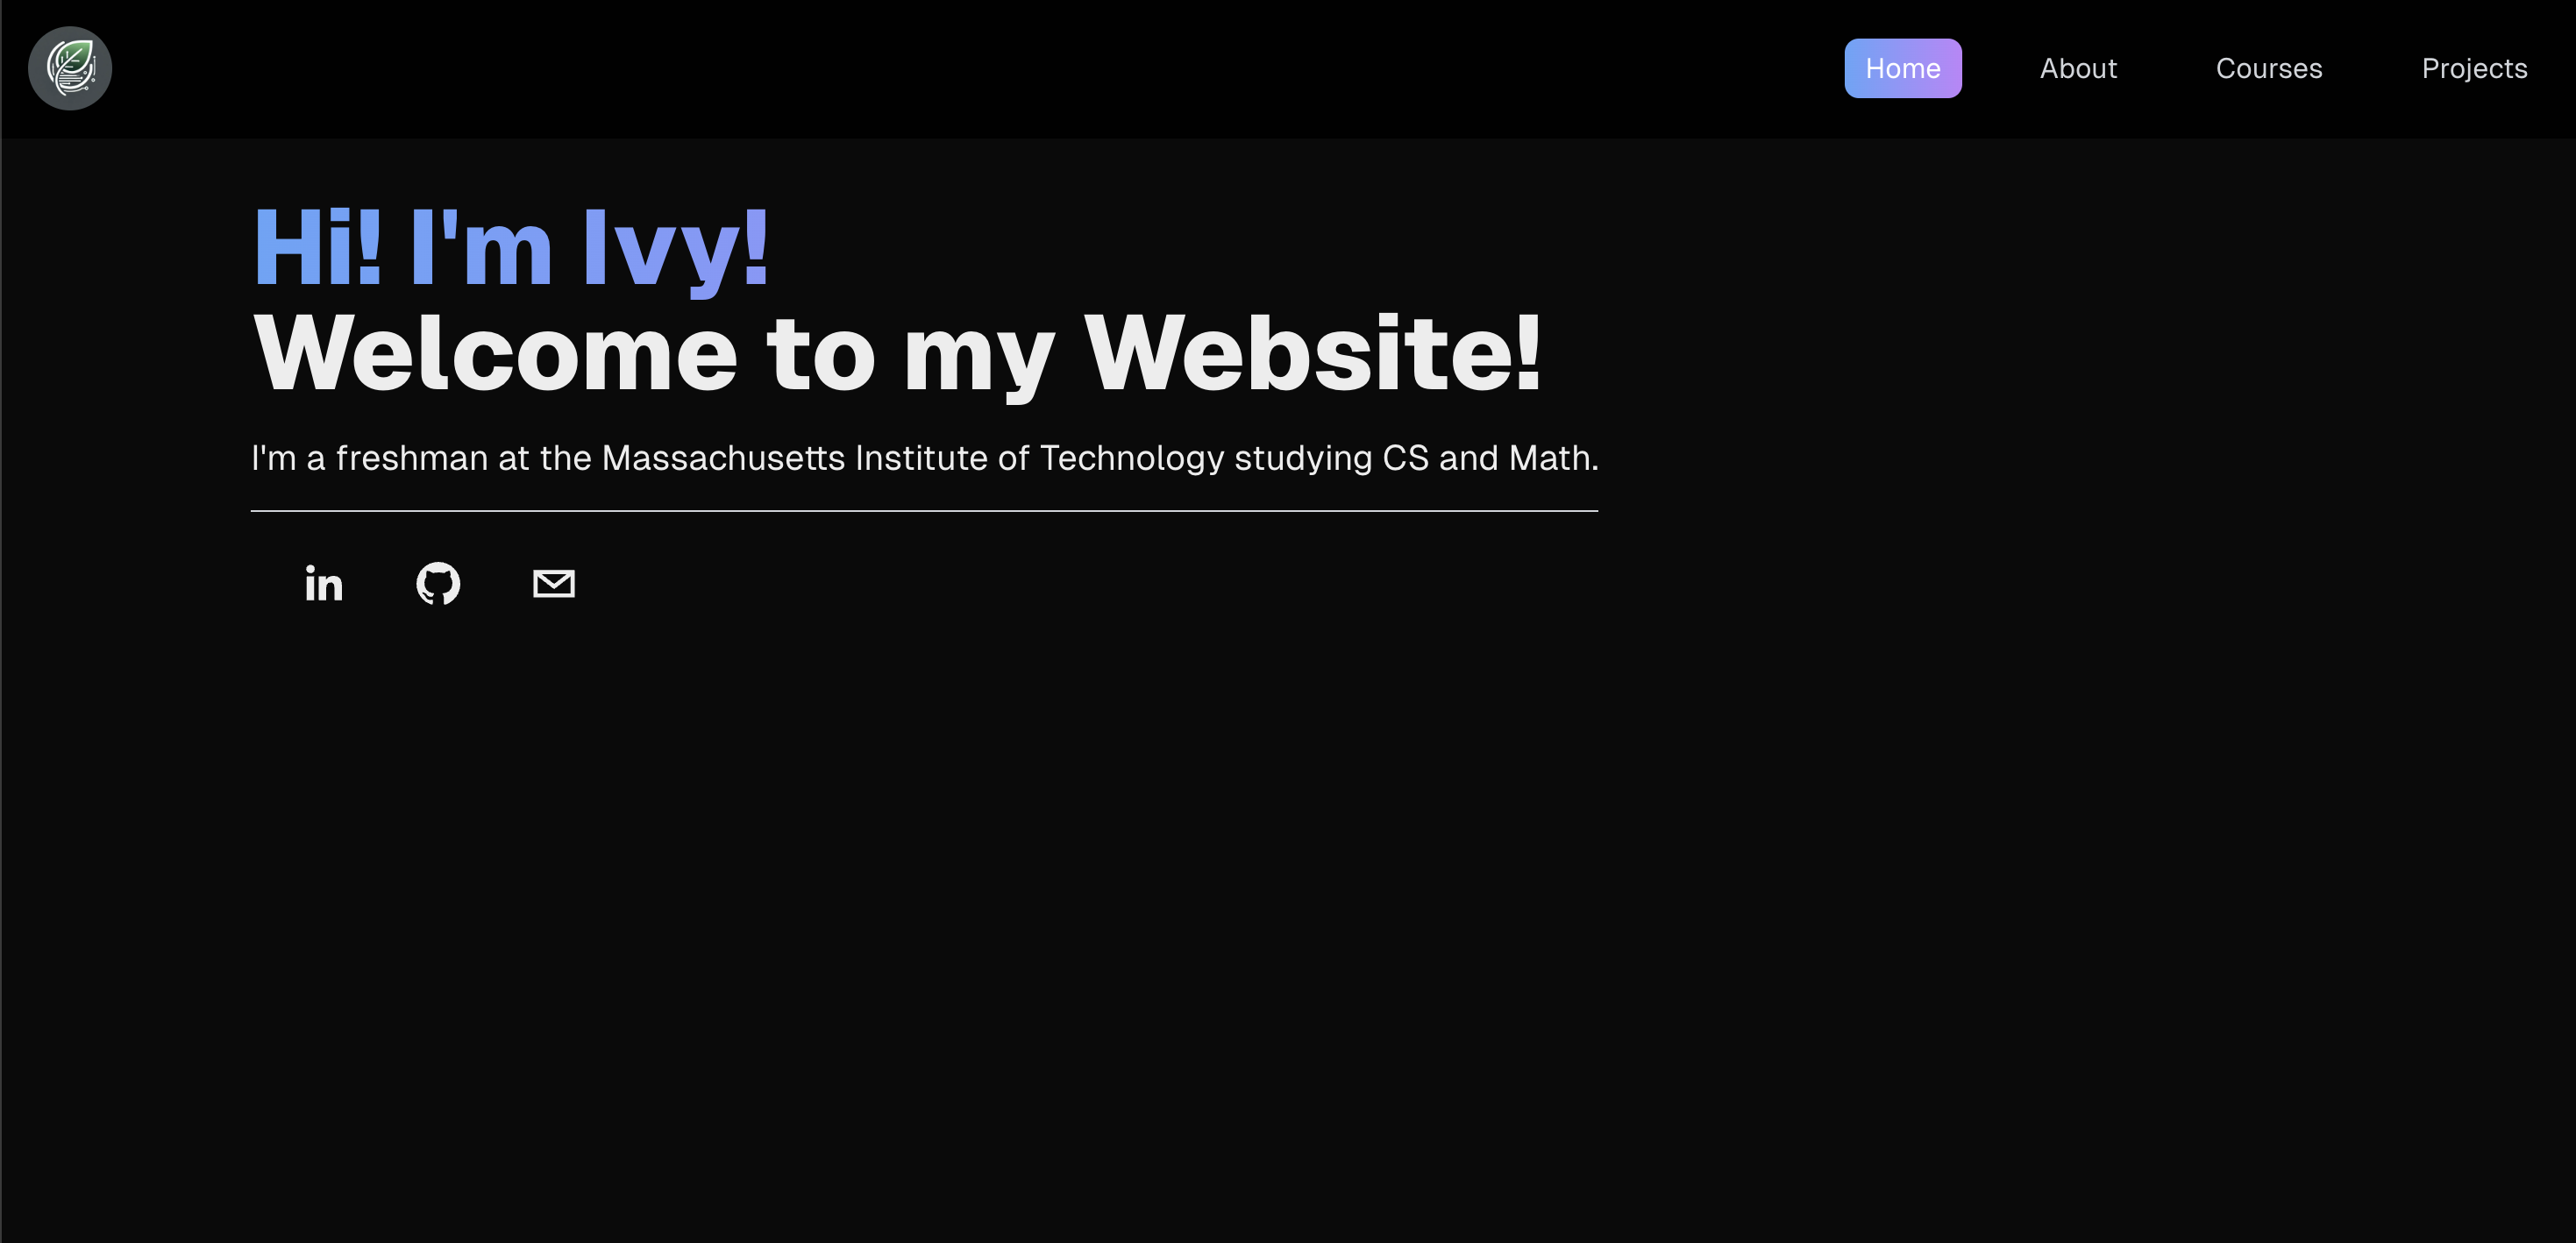 Home
About
Courses
Projects
Hi! I'm Ivy!
Welcome to my Website!
I'm a freshman at the Massachusetts Institute of Technology studying CS and Math.
in